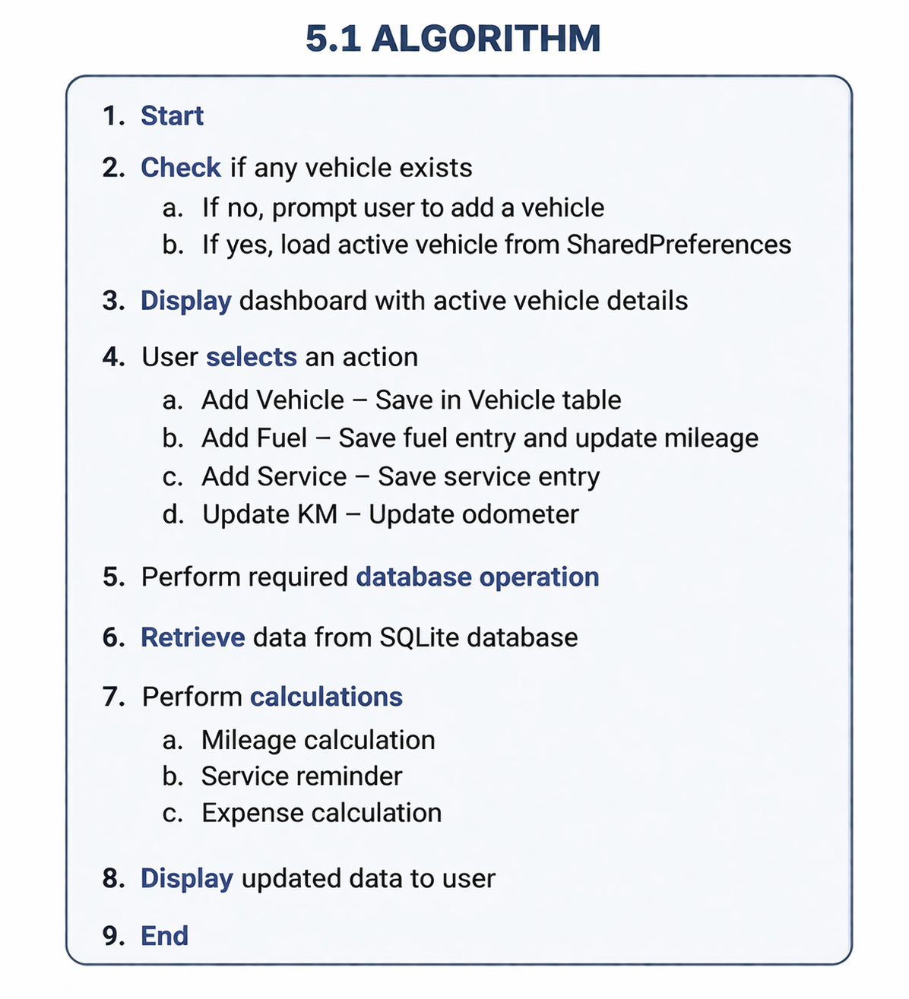 5.1 ALGORITHM
1. Start
2. Check if any vehicle exists
a. If no, prompt user to add a vehicle
b. If yes, load active vehicle from SharedPreferences
3. Display dashboard with active vehicle details
4. User selects an action
a. Add Vehicle – Save in Vehicle table
b. Add Fuel – Save fuel entry and update mileage
c. Add Service – Save service entry
d. Update KM – Update odometer
5. Perform required database operation
6. Retrieve data from SQLite database
7. Perform calculations
a. Mileage calculation
b. Service reminder
c. Expense calculation
8. Display updated data to user
9. End